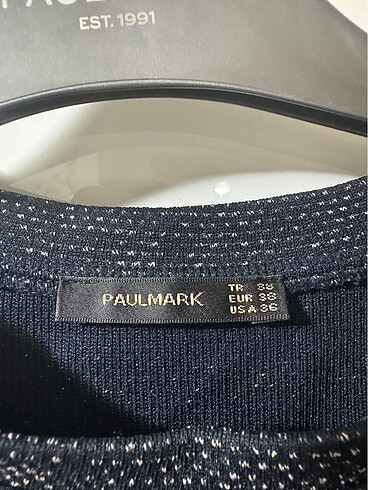 EST. 1991
PAULMARK
TR 38
EUR 38
USA 36